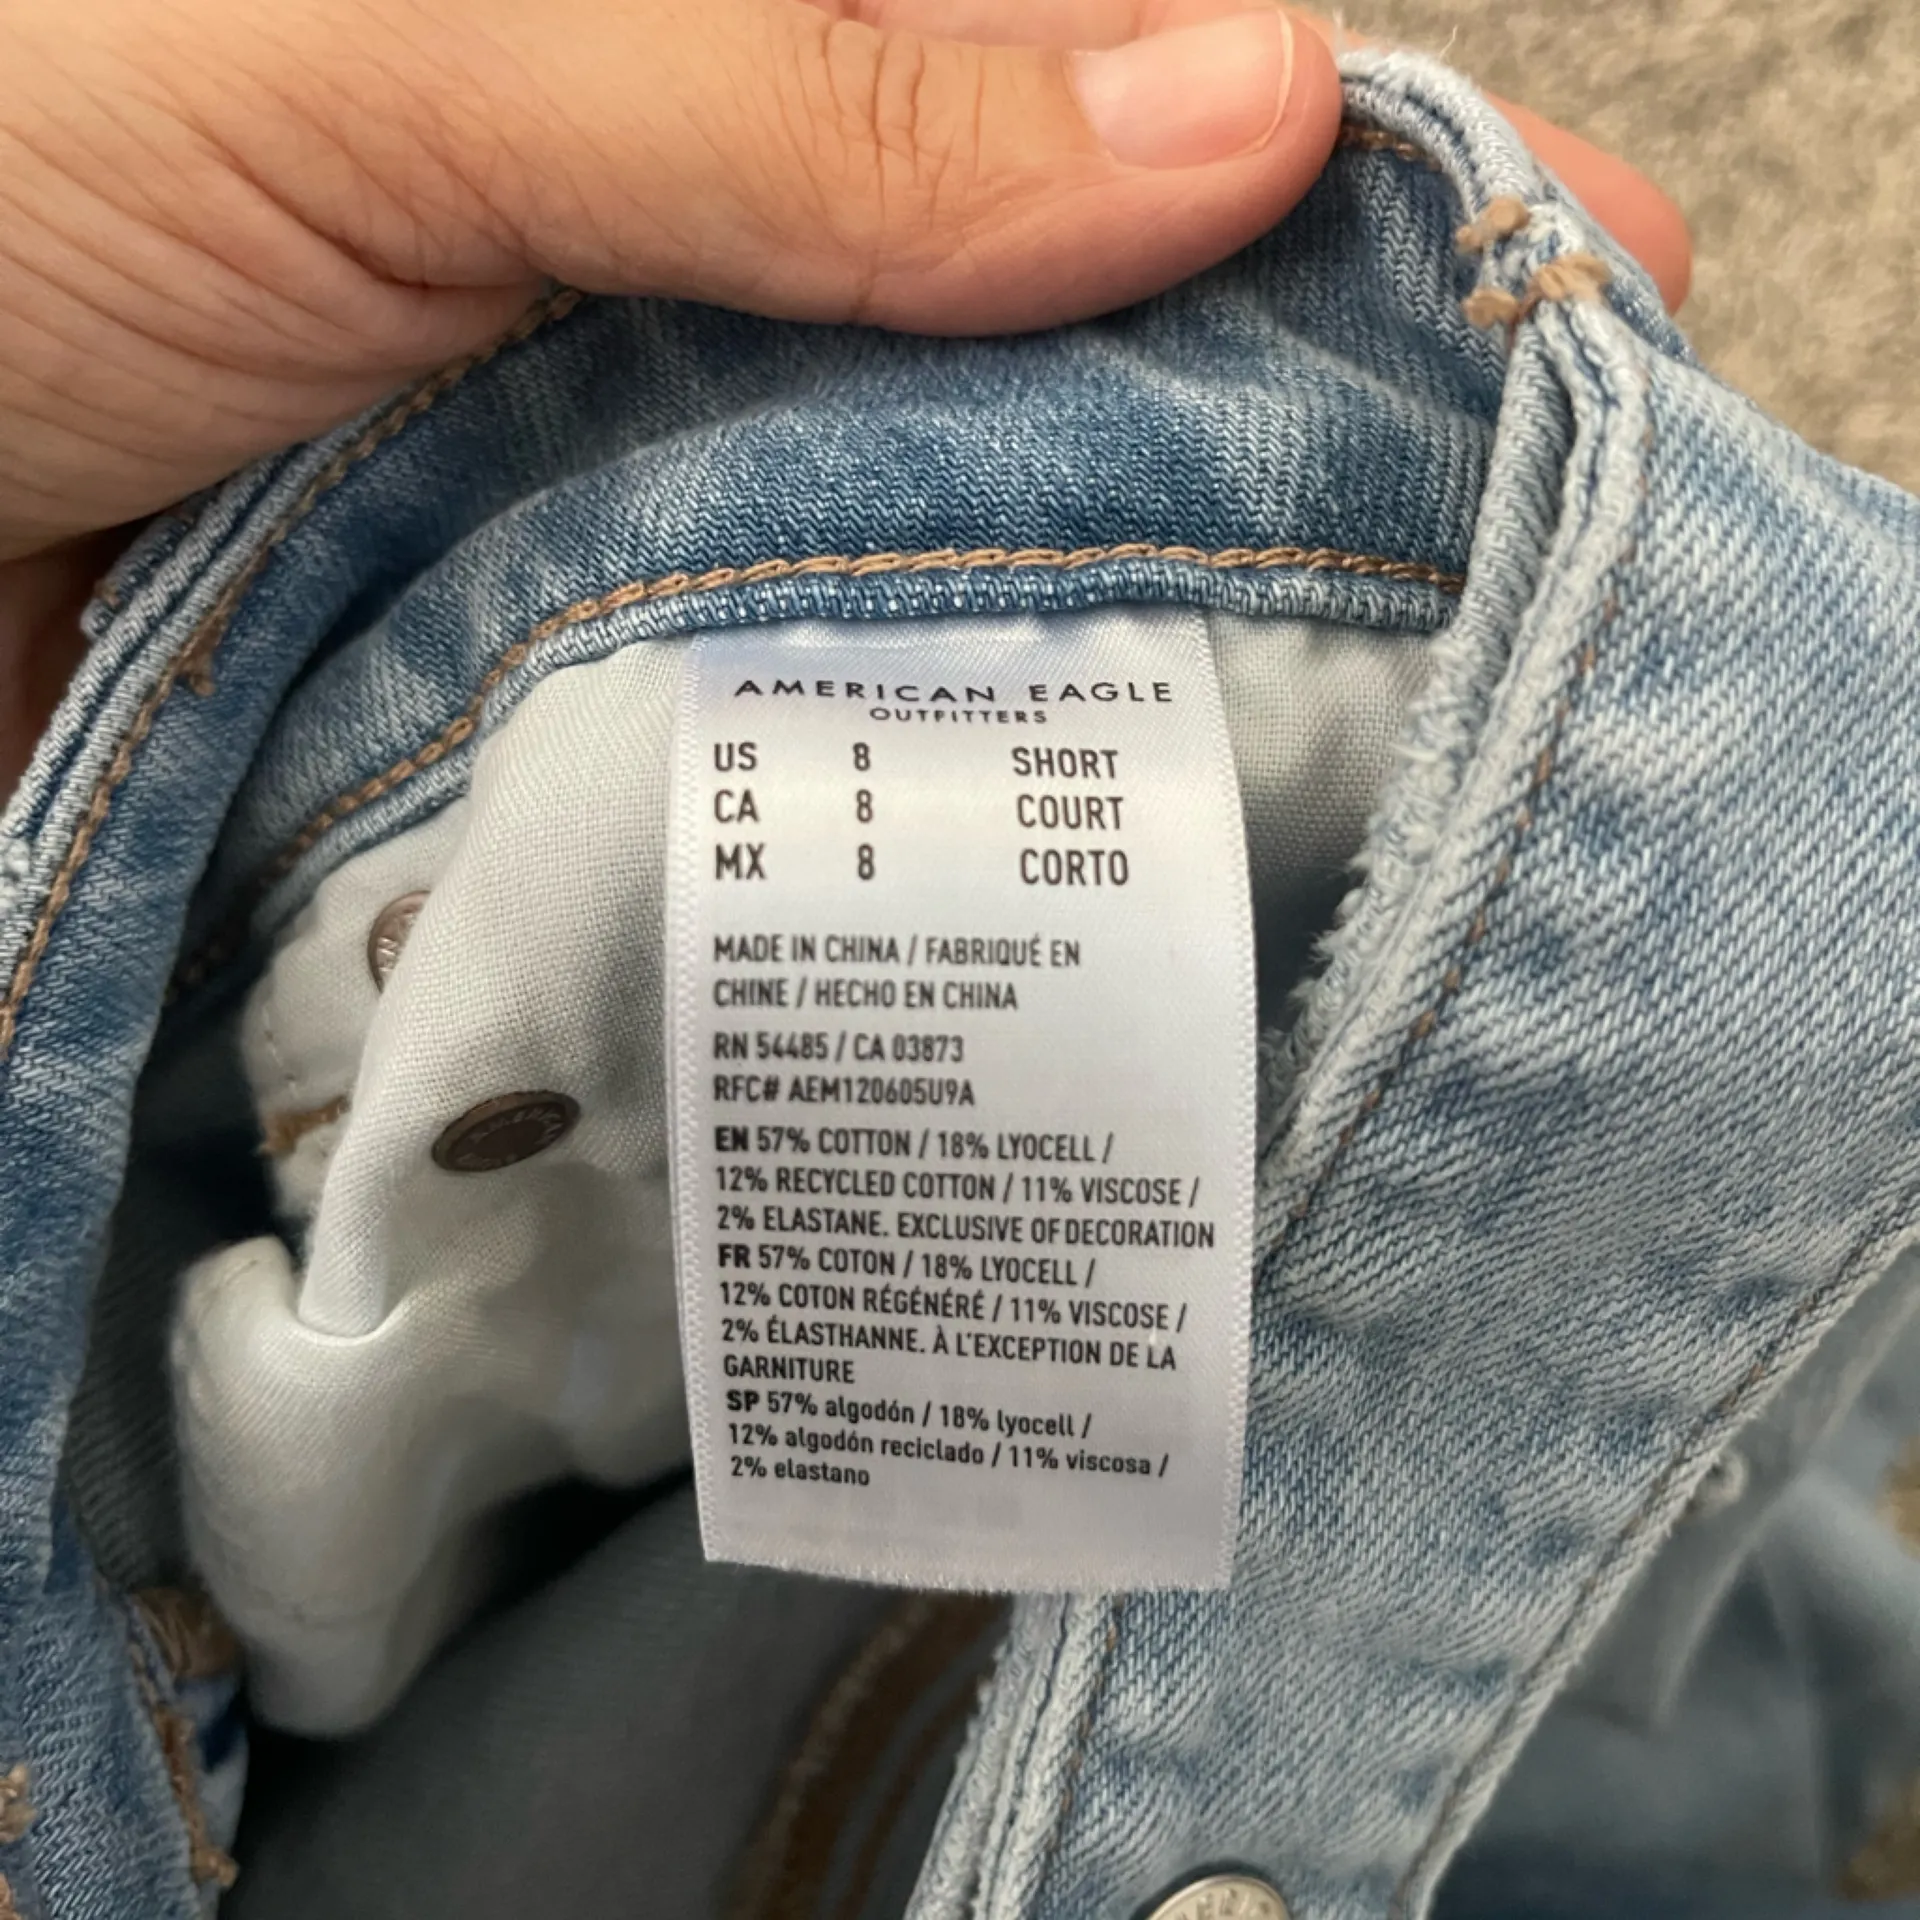 AMERICAN EAGLE
OUTFITTERS
US 8 SHORT
CA 8 COURT
MX 8 CORTO
MADE IN CHINA / FABRIQUÉ EN
CHINE / HECHO EN CHINA
RN 54485 / CA 03873
RFC# AEM120605U9A
EN 57% COTTON / 18% LYOCELL /
12% RECYCLED COTTON / 11% VISCOSE /
2% ELASTANE. EXCLUSIVE OF DECORATION
FR 57% COTON / 18% LYOCELL /
12% COTON RÉGÉNÉRÉ / 11% VISCOSE /
2% ÉLASTHANNE. À L'EXCEPTION DE LA
GARNITURE
SP 57% algodón / 18% lyocell /
12% algodón reciclado / 11% viscosa /
2% elastano